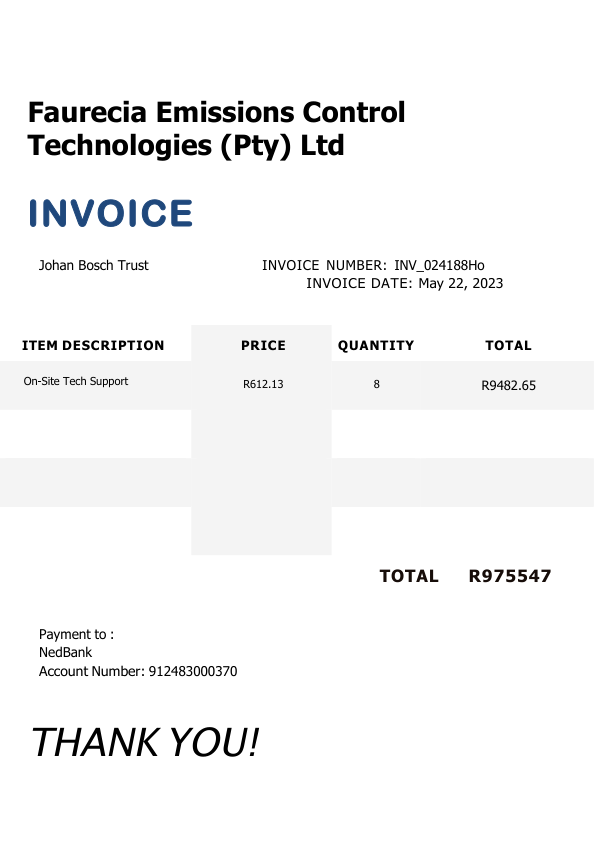 Faurecia Emissions Control
Technologies (Pty) Ltd
INVOICE
Johan Bosch Trust
INVOICE NUMBER: INV_024188Ho
INVOICE DATE: May 22, 2023
ITEM DESCRIPTION PRICE QUANTITY TOTAL
On-Site Tech Support R612.13 8 R9482.65
TOTAL R975547
Payment to :
NedBank
Account Number: 912483000370
THANK YOU!